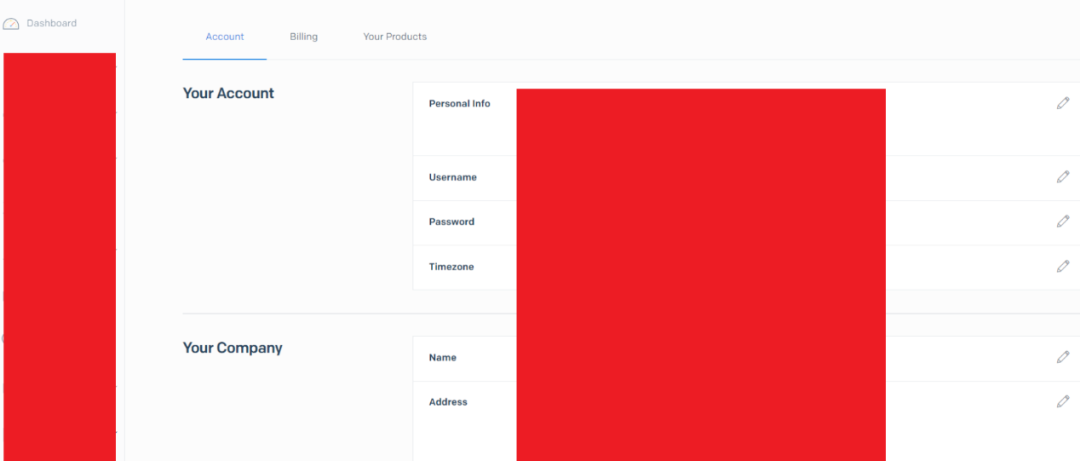 Dashboard
Account Billing Your Products
Your Account
Personal Info
Username
Password
Timezone
Your Company
Name
Address